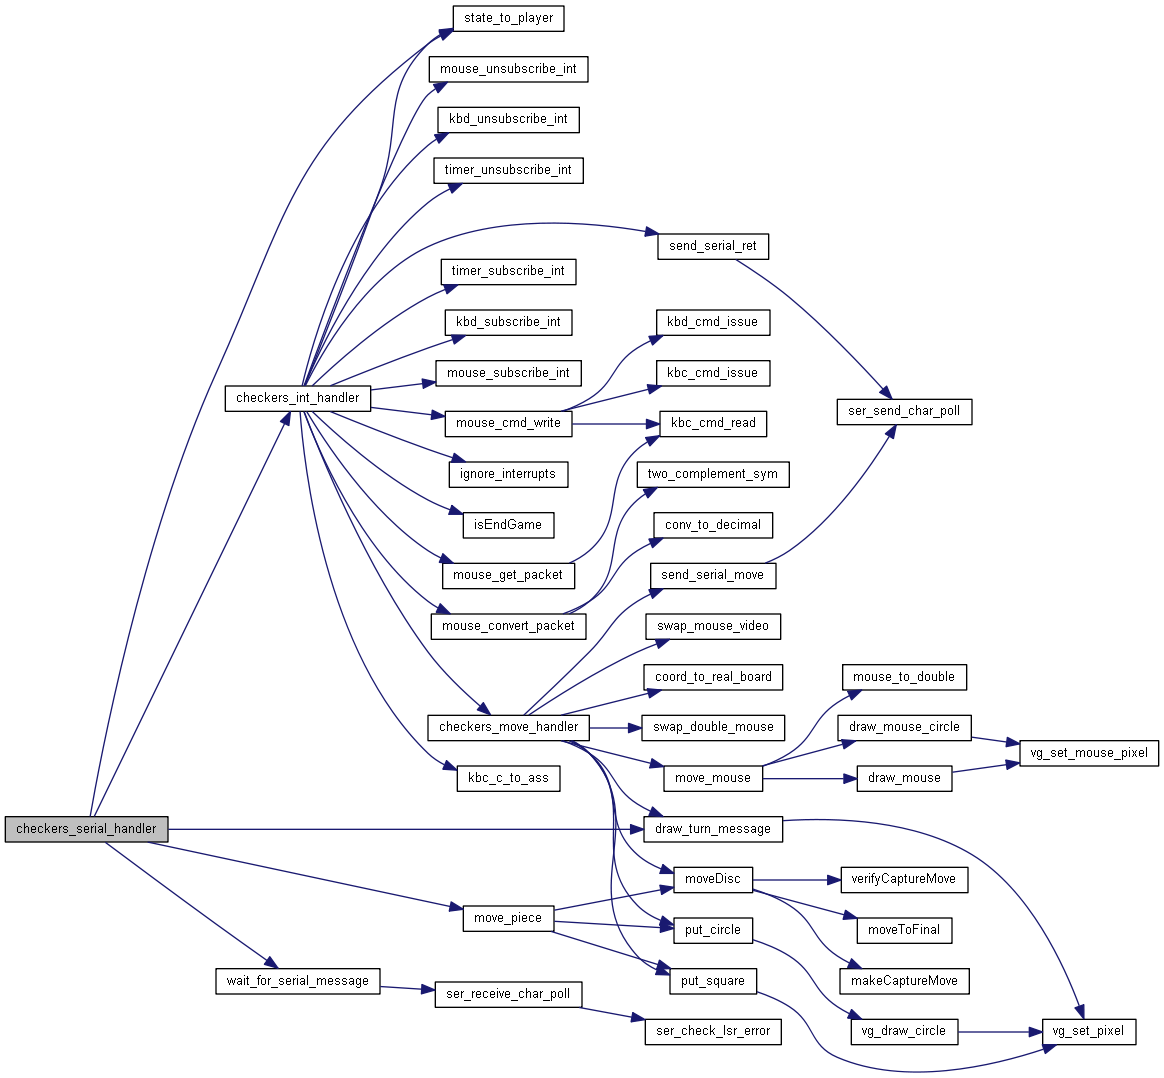 state_to_player
mouse_unsubscribe_int
kbd_unsubscribe_int
timer_unsubscribe_int
send_serial_ret
timer_subscribe_int
kbd_subscribe_int
kbd_cmd_issue
mouse_subscribe_int
kbc_cmd_issue
checkers_int_handler
ser_send_char_poll
mouse_cmd_write
kbc_cmd_read
ignore_interrupts
two_complement_sym
isEndGame
conv_to_decimal
mouse_get_packet
send_serial_move
mouse_convert_packet
swap_mouse_video
coord_to_real_board
mouse_to_double
checkers_move_handler
swap_double_mouse
draw_mouse_circle
vg_set_mouse_pixel
kbc_c_to_ass
move_mouse
draw_mouse
checkers_serial_handler
draw_turn_message
moveDisc
verifyCaptureMove
move_piece
put_circle
moveToFinal
wait_for_serial_message
put_square
makeCaptureMove
ser_receive_char_poll
ser_check_lsr_error
vg_draw_circle
vg_set_pixel